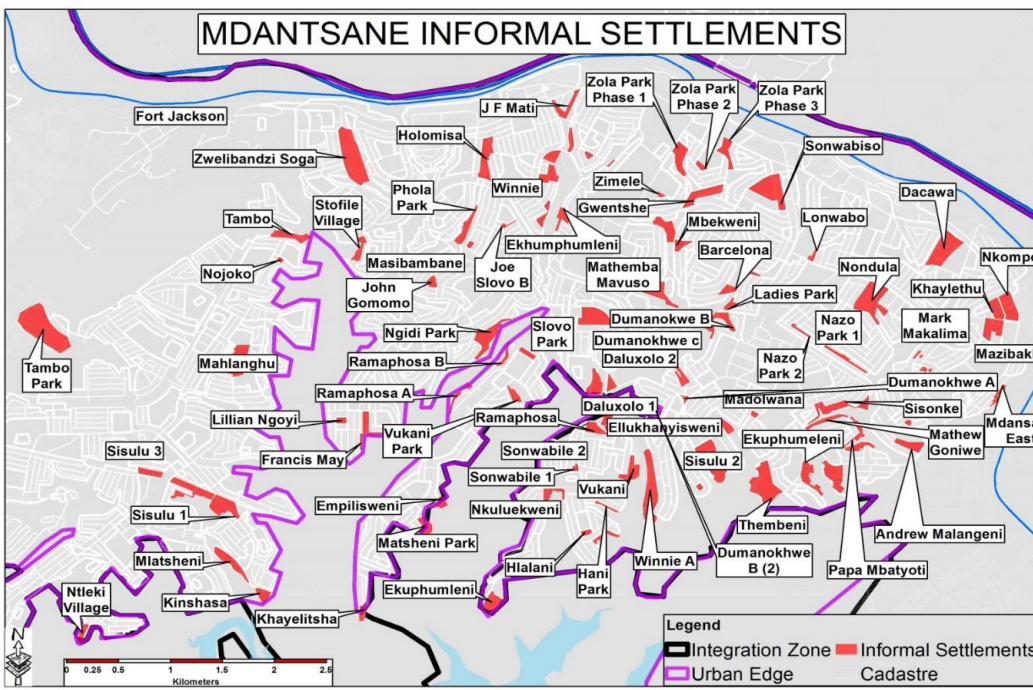 MDANTSANE INFORMAL SETTLEMENTS
Fort Jackson
J F Mati
Zola Park
Phase 1
Zola Park
Phase 2
Zola Park
Phase 3
Holomisa
Zwelibandzi Soga
Sonwabiso
Winnie
Zimele
Phola
Park
Stofile
Village
Gwentshe
Dacawa
Tambo
Mbekweni
Lonwabo
Ekhumphumleni
Masibambane
Barcelona
Nkompo
Nojoko
Joe
Slovo B
Mathemba
Mavuso
Nondula
John
Gomomo
Khaylethu
Ladies Park
Ngidi Park
Slovo
Park
Dumanokwe B
Nazo
Park 1
Mark
Makalima
Dumanokhwe c
Mahlanghu
Ramaphosa B
Daluxolo 2
Nazo
Park 2
Mazibak
Tambo
Park
Ramaphosa A
Dumanokhwe A
Madolwana
Daluxolo 1
Sisonke
Lillian Ngoyi
Vukani
Park
Ramaphosa
Ellukhanyisweni
Mdansa
East
Ekuphumeleni
Mathew
Goniwe
Francis May
Sonwabile 2
Sisulu 3
Sonwabile 1
Vukani
Sisulu 2
Empilisweni
Nkuluekweni
Sisulu 1
Thembeni
Andrew Malangeni
Matsheni Park
Mlatsheni
Hlalani
Hani
Park
Winnie A
Dumanokhwe
B (2)
Papa Mbatyoti
Ntleki
Village
Kinshasa
Ekuphumleni
Khayelitsha
Legend
Integration Zone
Informal Settlements
Urban Edge
Cadastre
N
0 0.25 0.5 1 1.5 2 2.5
Kilometers